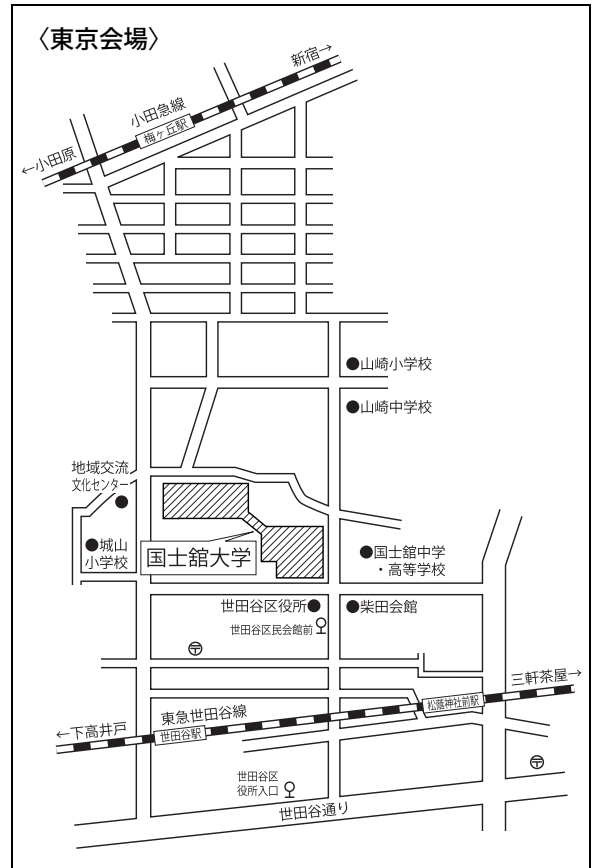 〈東京会場〉
新宿→
小田急線
梅ヶ丘駅
←小田原
山崎小学校
山崎中学校
地域交流
文化センター
城山
小学校
国士舘大学
国士舘中学
・高等学校
世田谷区役所
柴田会館
世田谷区民会館前
〒
三軒茶屋→
松蔭神社前駅
東急世田谷線
←下高井戸
世田谷駅
〒
世田谷区
役所入口
世田谷通り